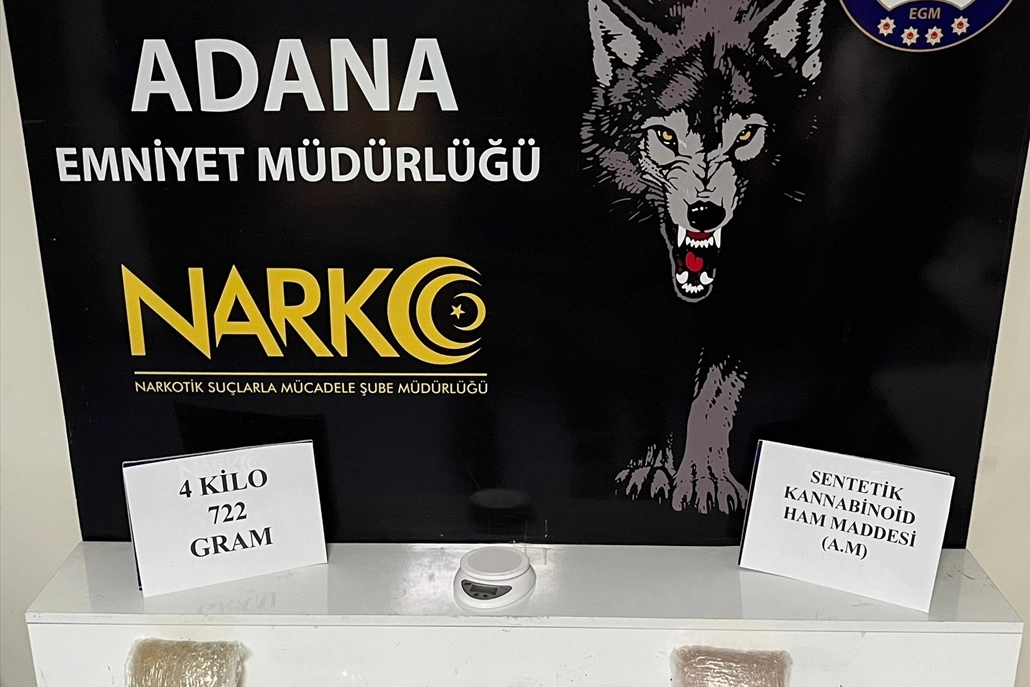 EGM
ADANA
EMNİYET MÜDÜRLÜĞÜ
NARKO
NARKOTİK SUÇLARLA MÜCADELE ŞUBE MÜDÜRLÜĞÜ
4 KİLO
722
GRAM
SENTETİK
KANNABİNOİD
HAM MADDESİ
(A.M)